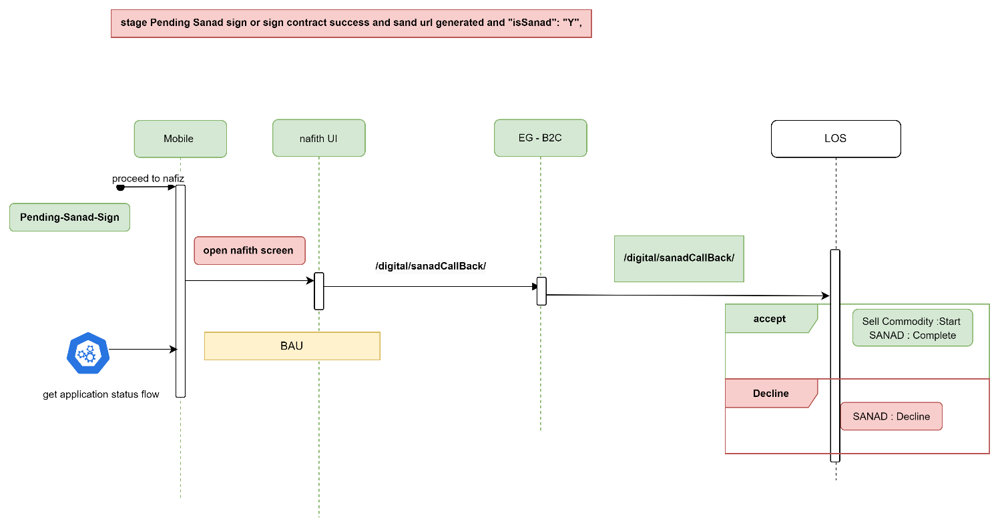 stage Pending Sanad sign or sign contract success and sand url generated and "isSanad": "Y",
Mobile
nafith UI
EG - B2C
LOS
proceed to nafiz
Pending-Sanad-Sign
open nafith screen
/digital/sanadCallBack/
/digital/sanadCallBack/
accept
Sell Commodity :Start
SANAD : Complete
BAU
get application status flow
Decline
SANAD : Decline